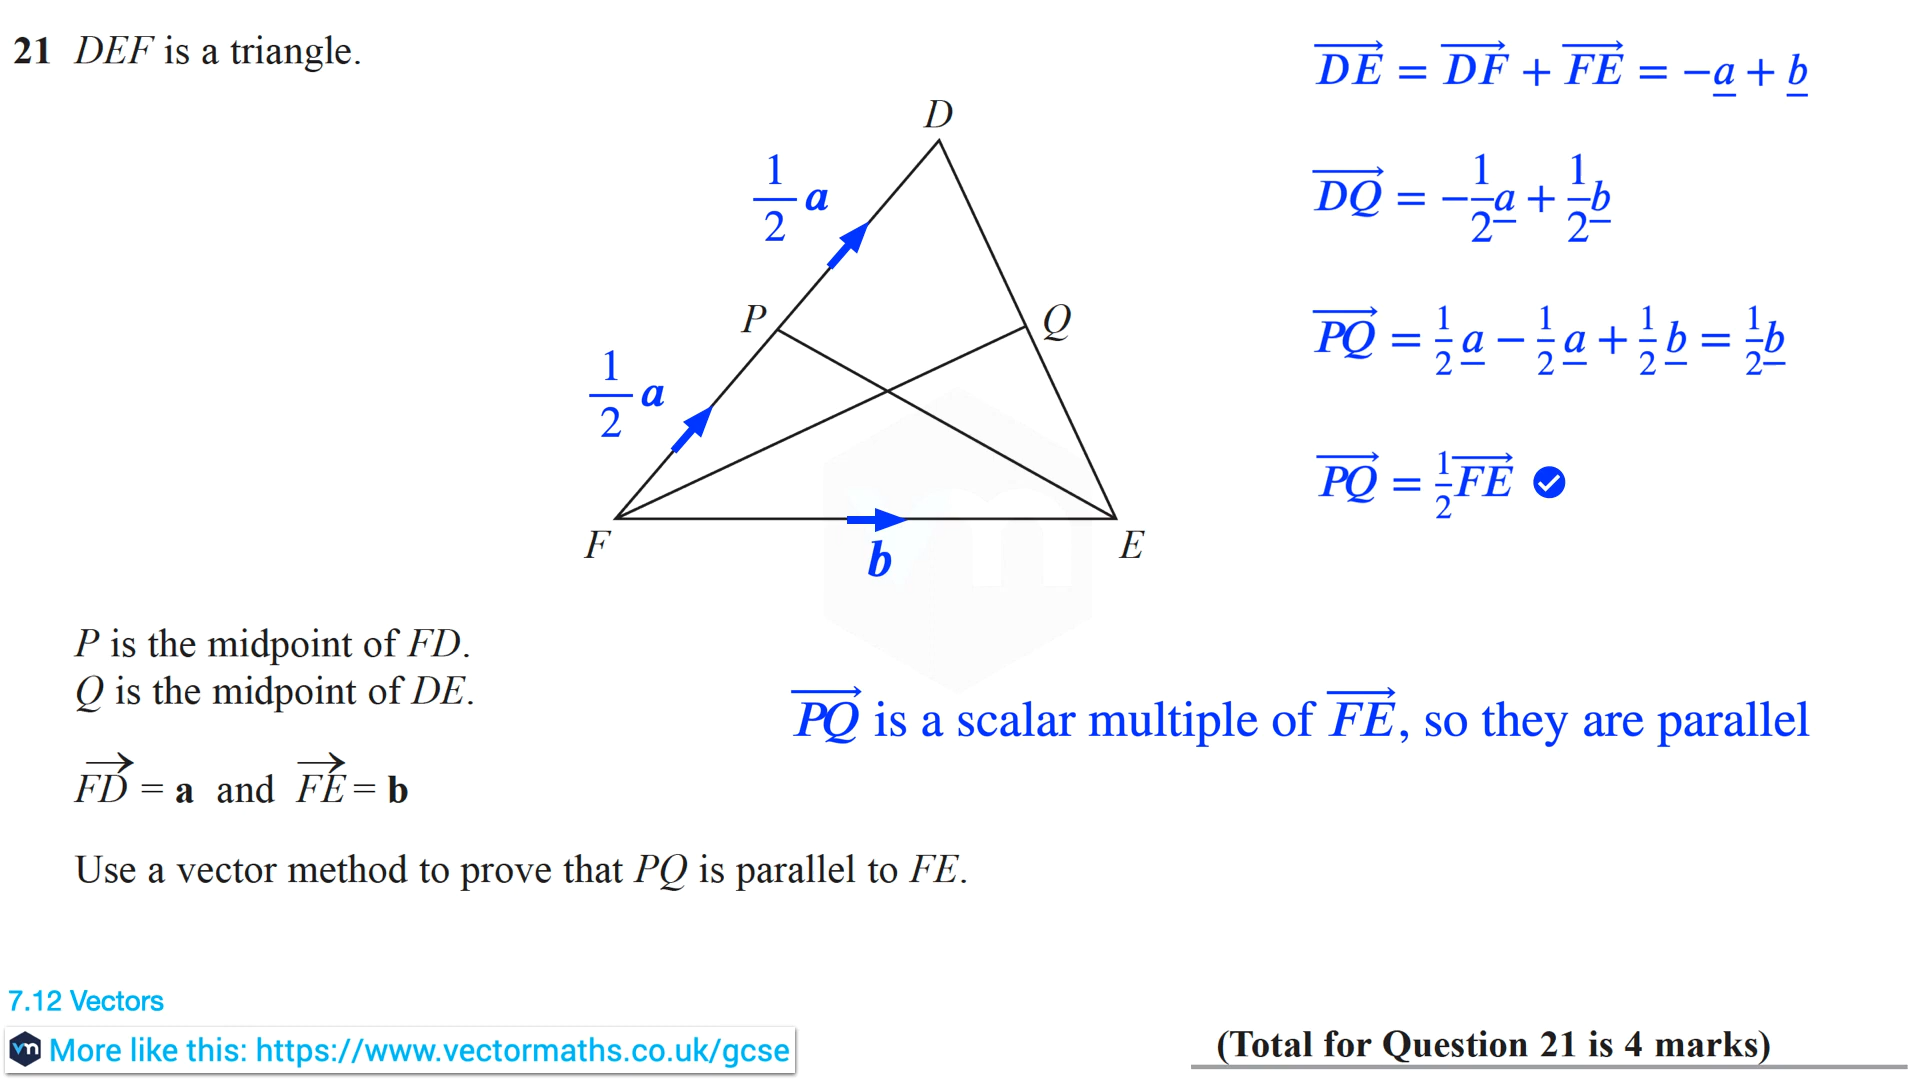 21 DEF is a triangle.
D
1/2 a
P
Q
1/2 a
F
b
E
DE = DF + FE = −a + b
DQ = −1/2 a + 1/2 b
PQ = 1/2 a − 1/2 a + 1/2 b = 1/2 b
PQ = 1/2 FE
P is the midpoint of FD.
Q is the midpoint of DE.
PQ is a scalar multiple of FE, so they are parallel
FD = a and FE = b
Use a vector method to prove that PQ is parallel to FE.
7.12 Vectors
vm More like this: https://www.vectormaths.co.uk/gcse
(Total for Question 21 is 4 marks)